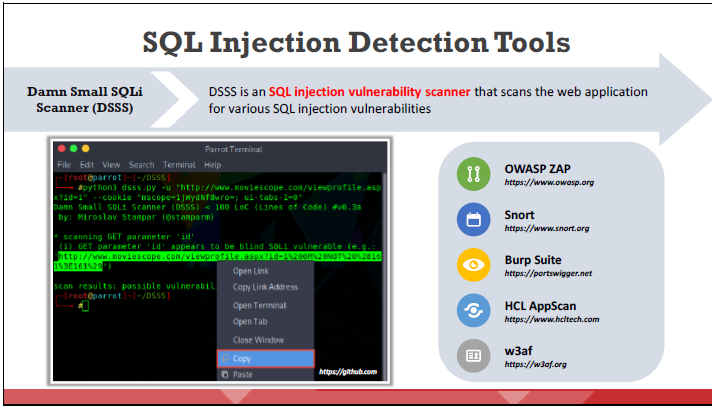 SQL Injection Detection Tools
Damn Small SQLi
Scanner (DSSS)
DSSS is an SQL injection vulnerability scanner that scans the web application
for various SQL injection vulnerabilities
Parrot Terminal
File Edit View Search Terminal Help
[root@parrot]-[~/DSSS]
#python3 dsss.py -u "http://www.moviescope.com/viewprofile.asp
x?id=1" --cookie "mscope=1jWydNf8wro=; ui-tabs-1=0"
Damn Small SQLi Scanner (DSSS) < 100 LoC (Lines of Code) #v0.3a
by: Miroslav Stampar (@stamparm)
* scanning GET parameter 'id'
(i) GET parameter 'id' appears to be blind SQLi vulnerable (e.g.:
'http://www.moviescope.com/viewprofile.aspx?id=1%20OR%20NOT%20%2816
1%3E161%29')
scan results: possible vulnerabil
[root@parrot]-[~/DSSS]
#
Open Link
Copy Link Address
Open Terminal
Open Tab
Close Window
Copy
Paste
https://github.com
OWASP ZAP
https://www.owasp.org
Snort
https://www.snort.org
Burp Suite
https://portswigger.net
HCL AppScan
https://www.hcltech.com
w3af
https://w3af.org